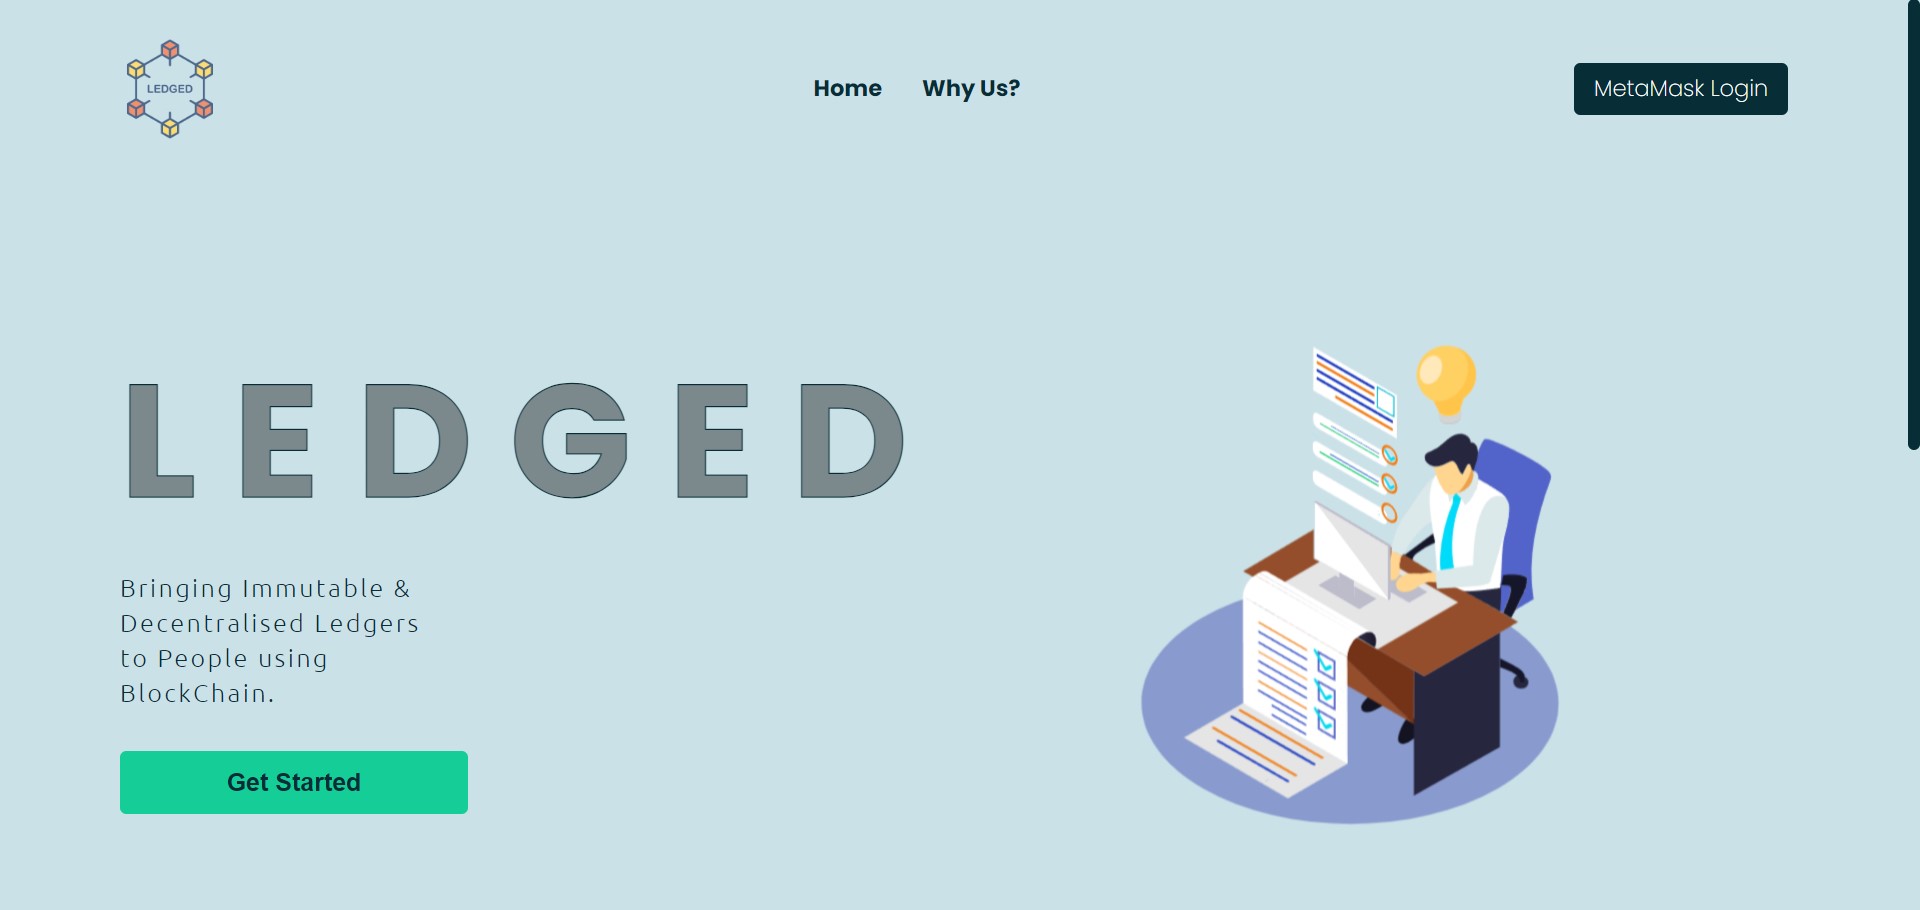 LEDGED
Home
Why Us?
MetaMask Login
LEDGED
Bringing Immutable &
Decentralised Ledgers
to People using
BlockChain.
Get Started